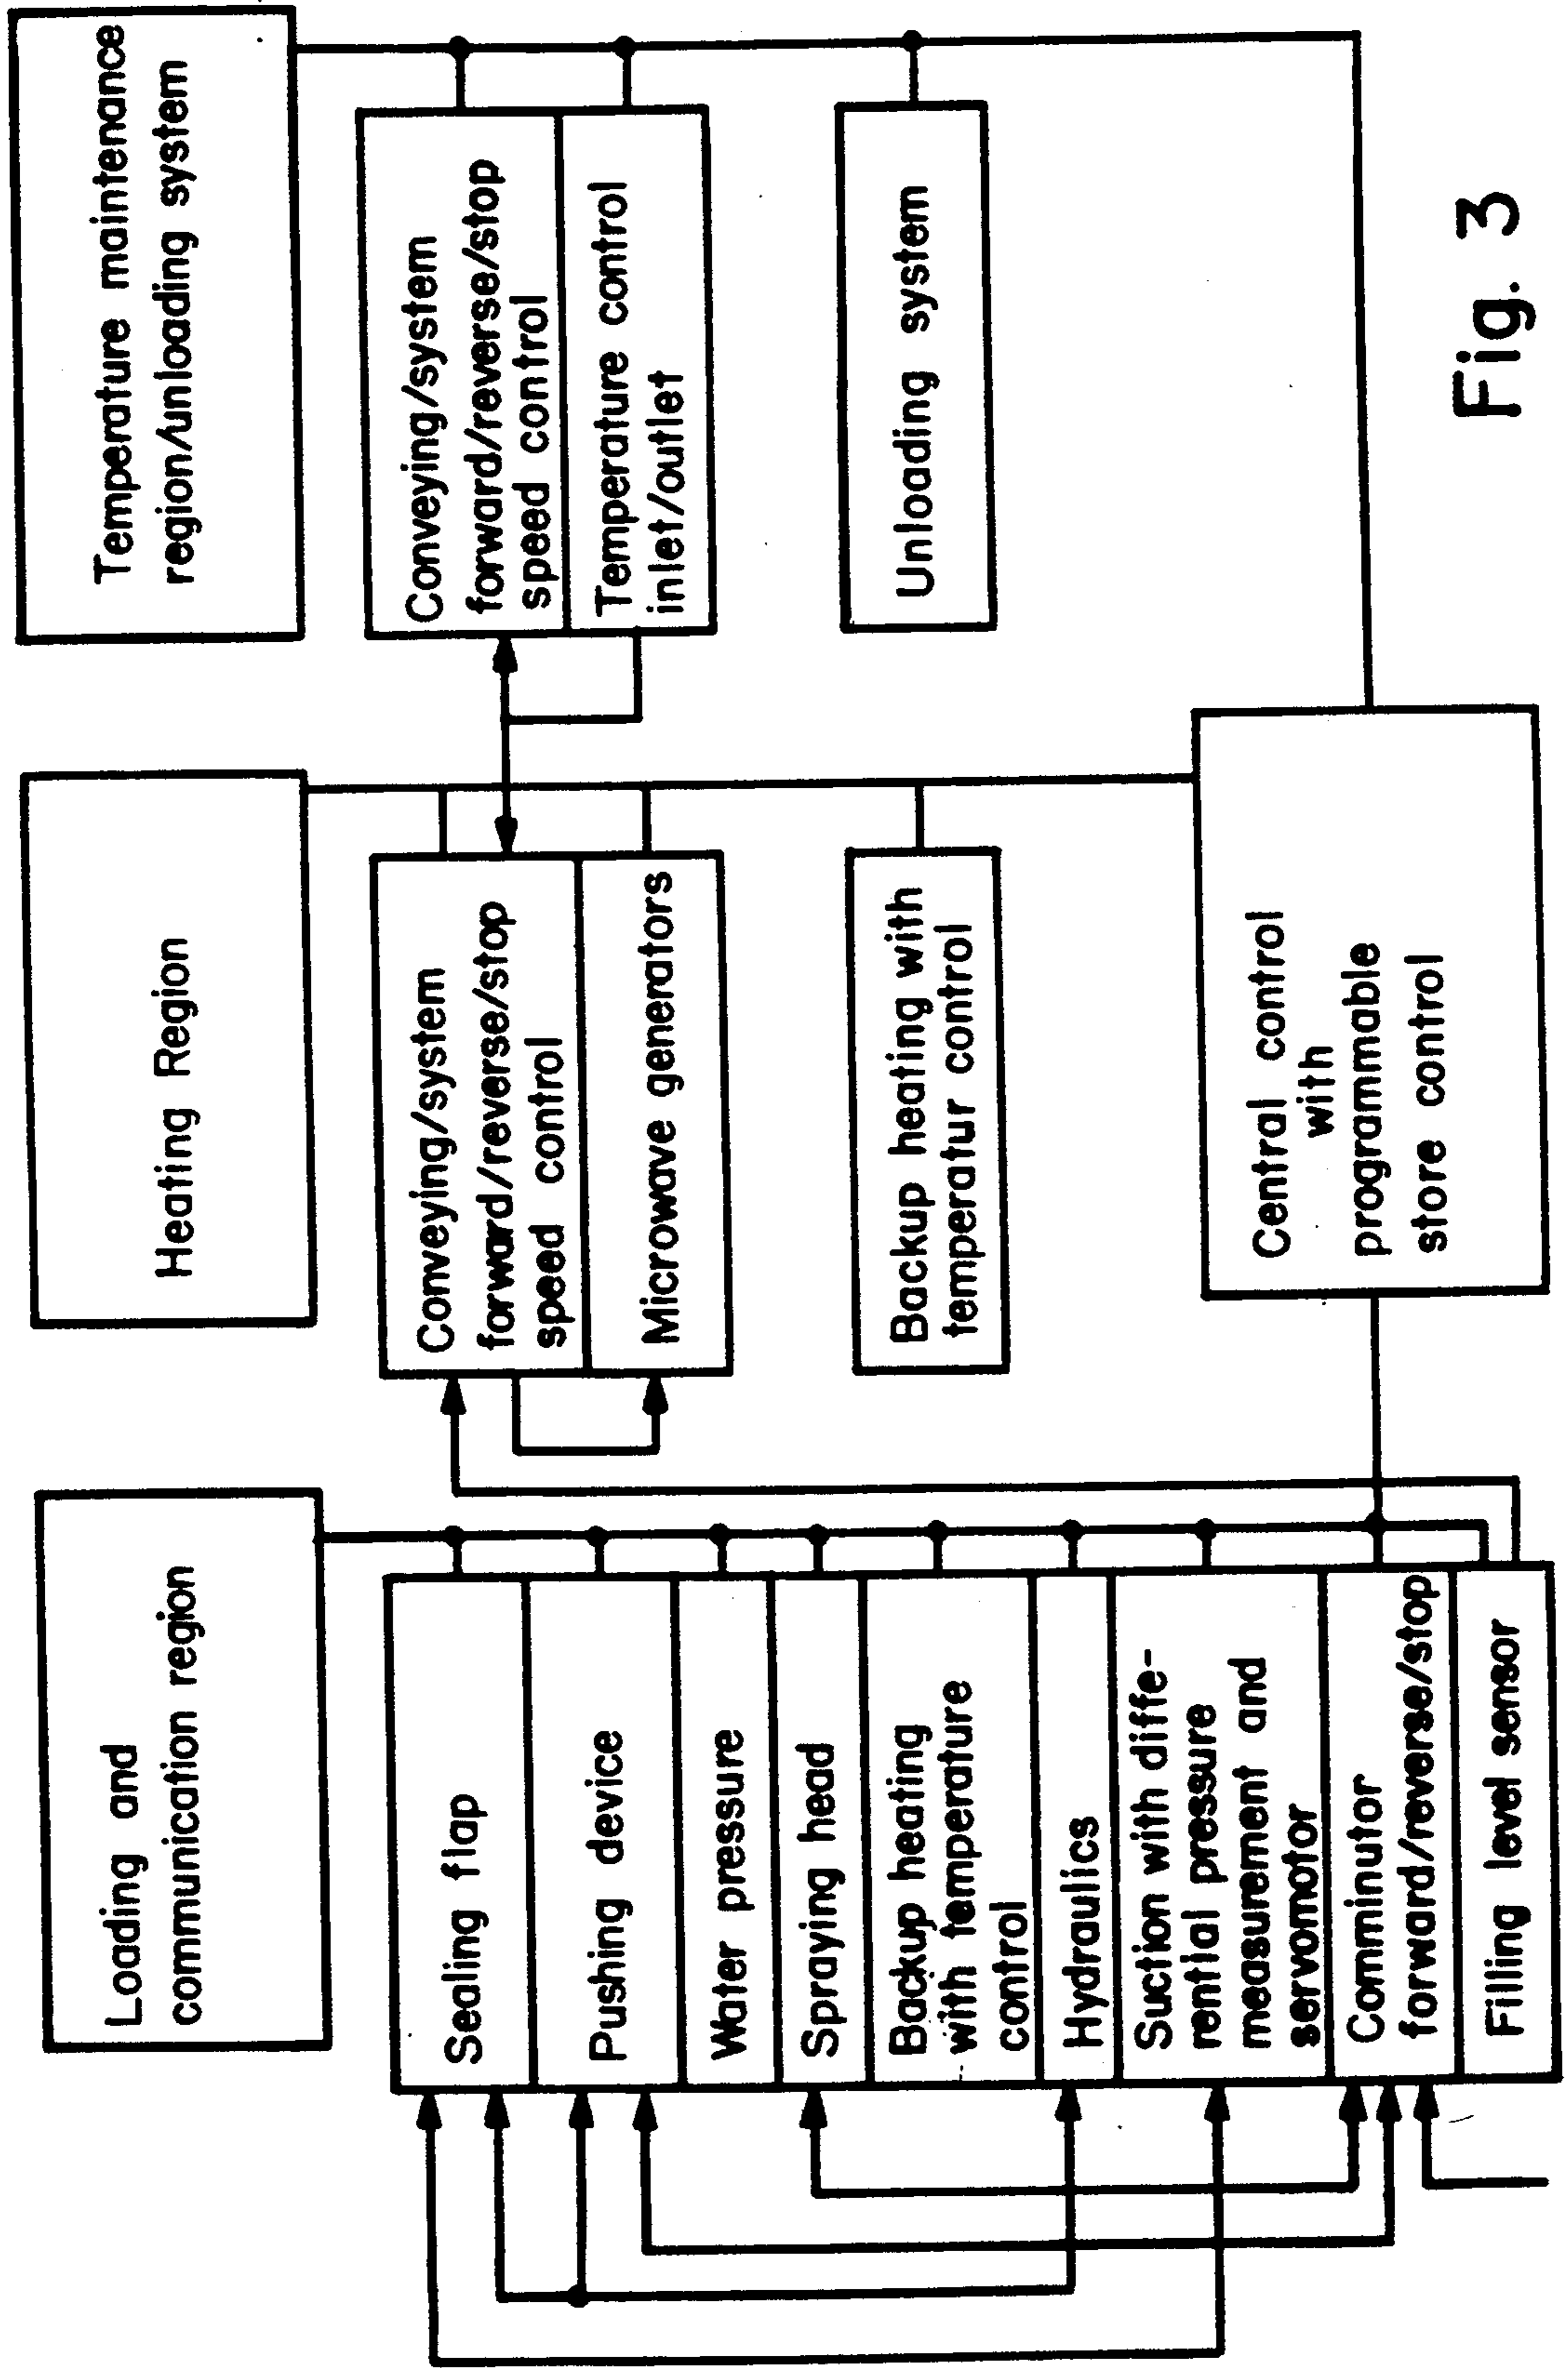 Loading and
communication region
Sealing flap
Pushing device
Water pressure
Spraying head
Backup heating
with temperature
control
Hydraulics
Suction with diffe-
rential pressure
measurement and
servomotor
Comminutor
forward/reverse/stop
Filling level sensor
Heating Region
Conveying/system
forward/reverse/stop
speed control
Microwave generators
Backup heating with
temperatur control
Central control
with
programmable
store control
Temperature maintenance
region/unloading system
Conveying/system
forward/reverse/stop
speed control
Temperature control
inlet/outlet
Unloading system
Fig. 3